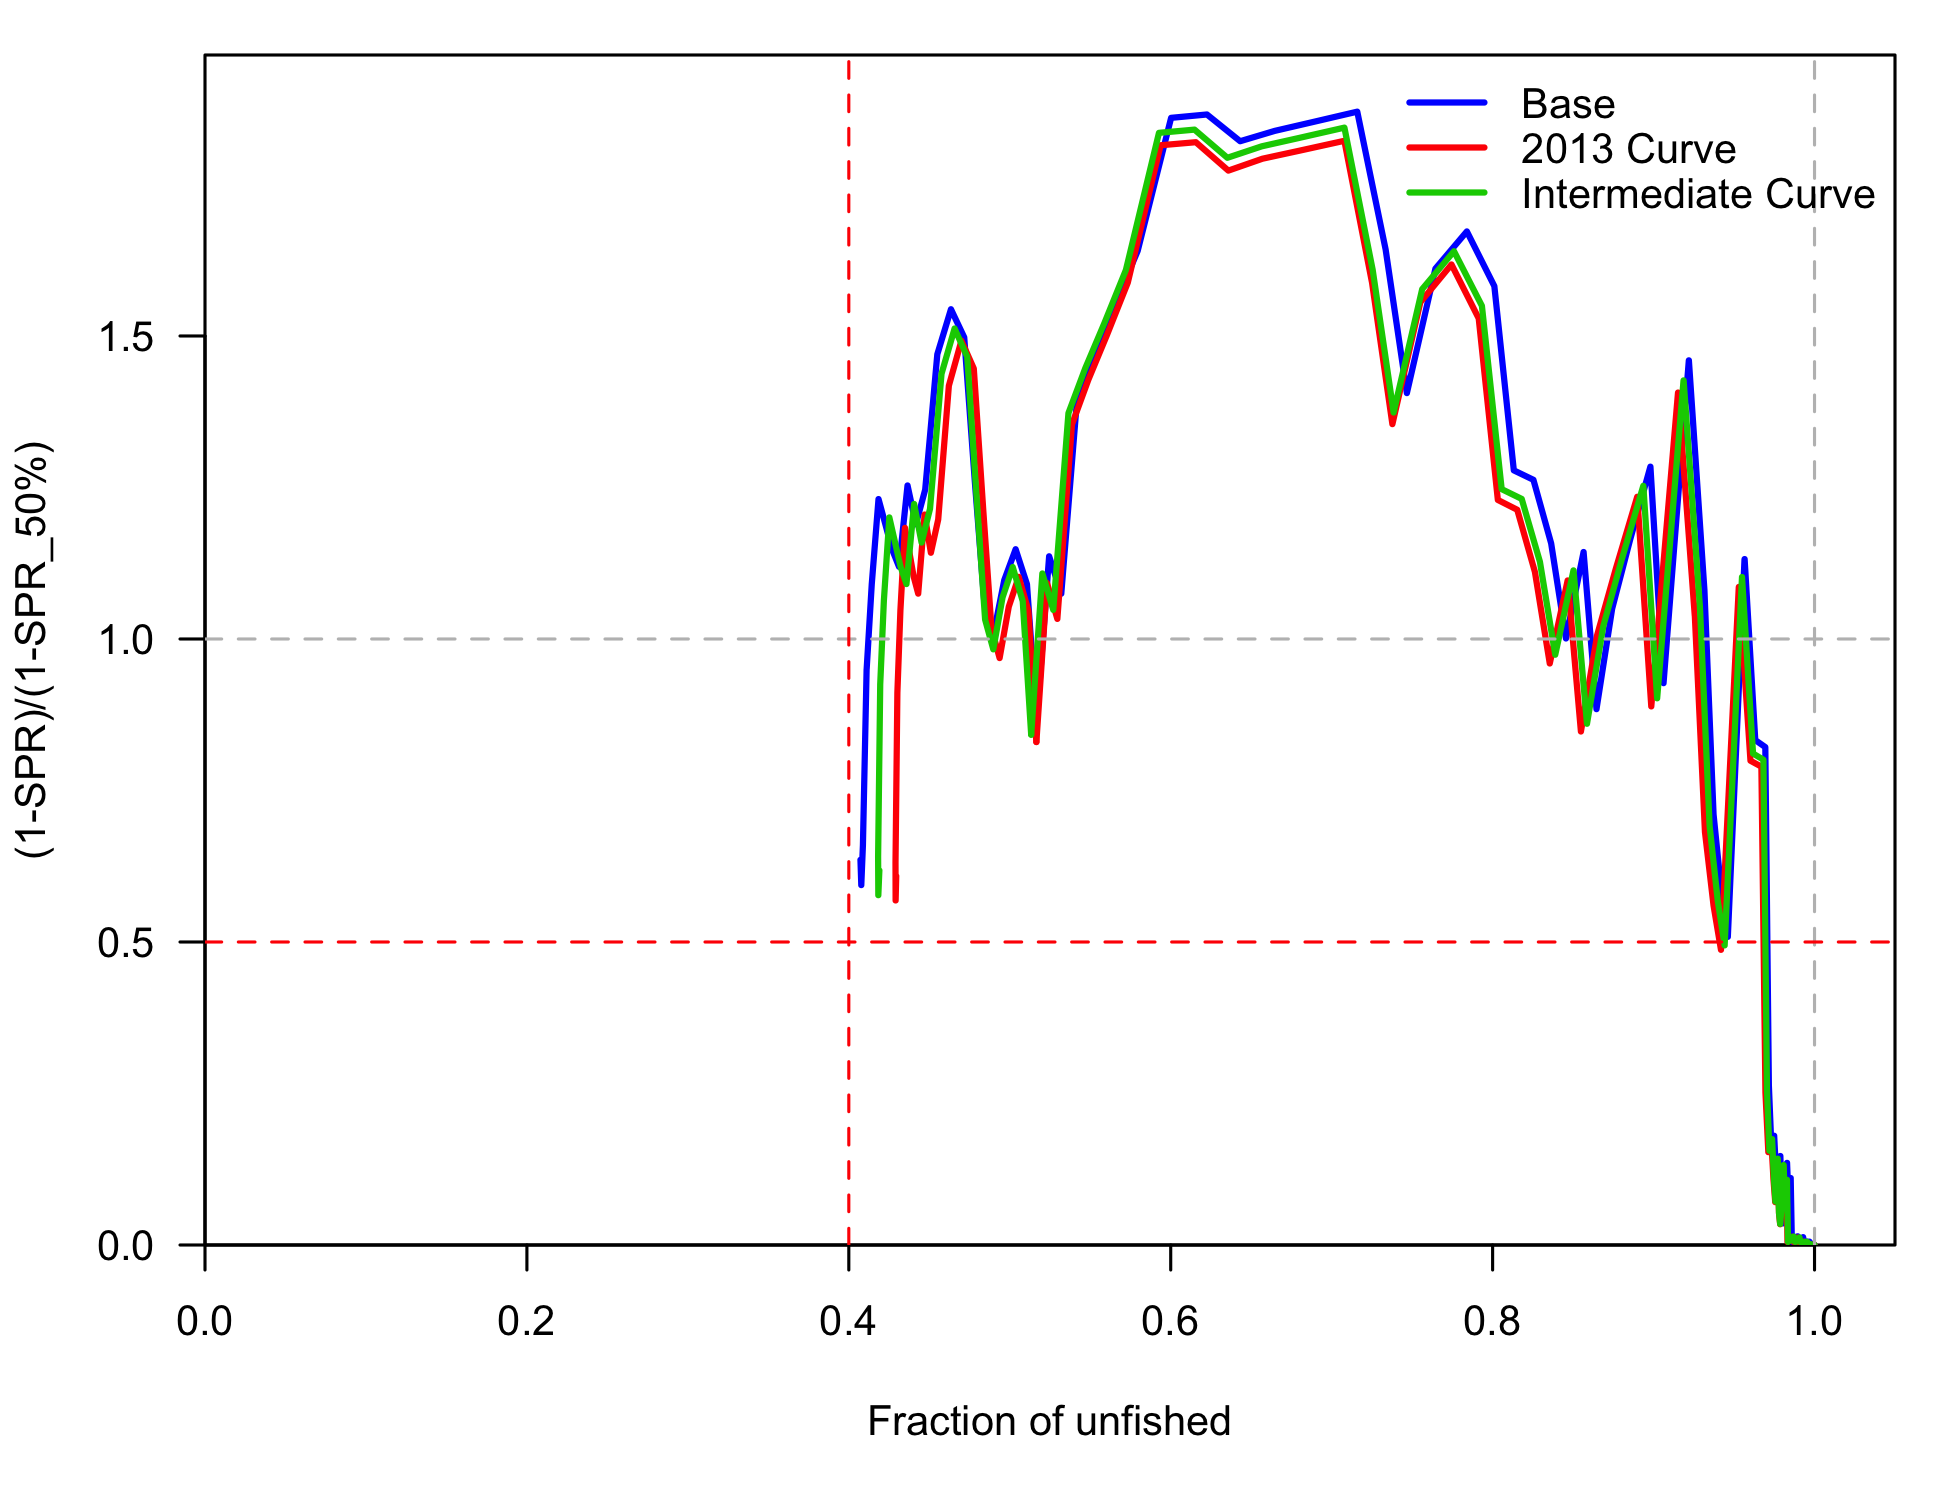 Base
2013 Curve
Intermediate Curve
(1-SPR)/(1-SPR_50%)
1.5
1.0
0.5
0.0
0.0 0.2 0.4 0.6 0.8 1.0
Fraction of unfished